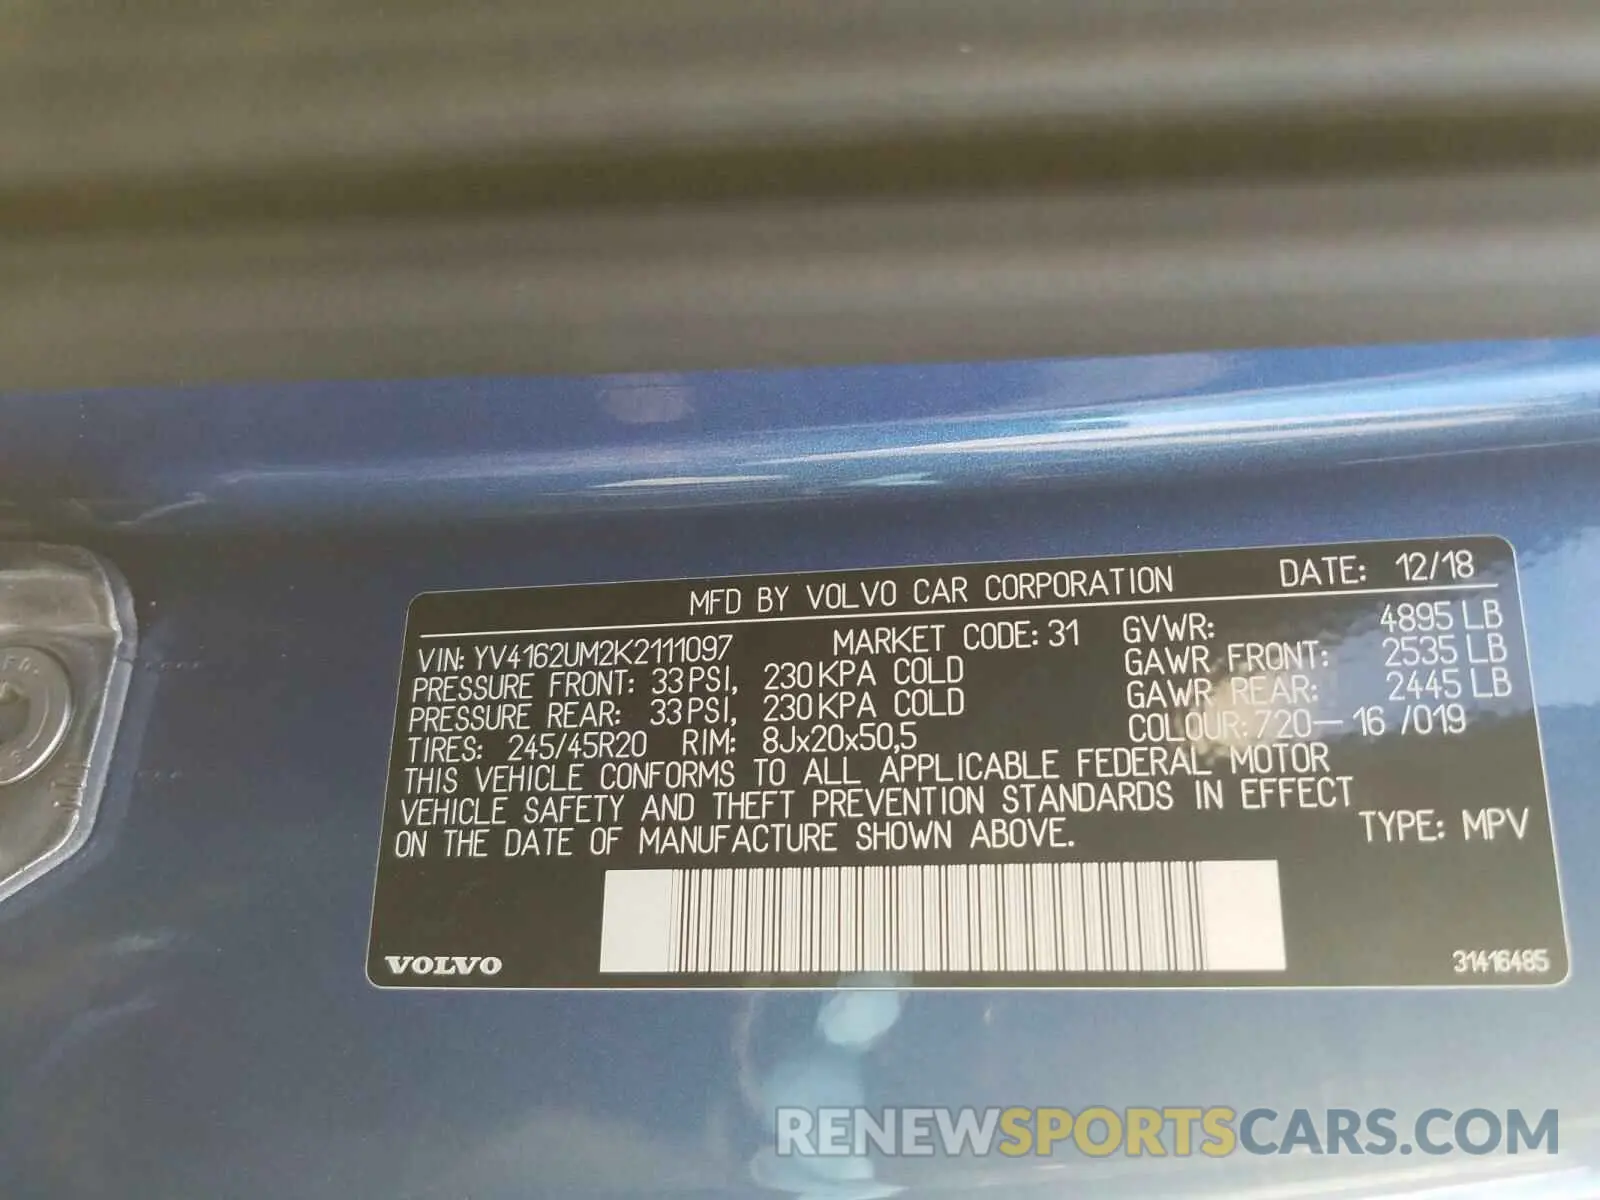 MFD BY VOLVO CAR CORPORATION DATE: 12/18
VIN: YV4162UM2K2111097 MARKET CODE: 31 GVWR: 4895 LB
PRESSURE FRONT: 33 PSI, 230 KPA COLD GAWR FRONT: 2535 LB
PRESSURE REAR: 33 PSI, 230 KPA COLD GAWR REAR: 2445 LB
TIRES: 245/45R20 RIM: 8Jx20x50,5 COLOUR: 720-16 /019
THIS VEHICLE CONFORMS TO ALL APPLICABLE FEDERAL MOTOR
VEHICLE SAFETY AND THEFT PREVENTION STANDARDS IN EFFECT
ON THE DATE OF MANUFACTURE SHOWN ABOVE. TYPE: MPV
VOLVO 31416485
RENEWSPORTSCARS.COM